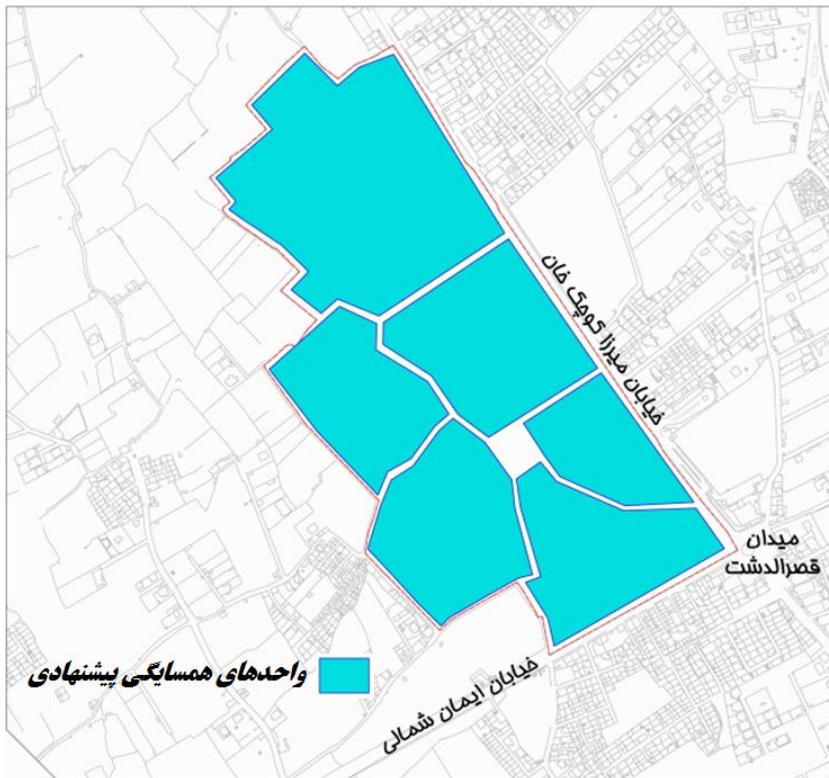 خیابان میرزا کوچک خان
میدان
قصرالدشت
واحدهای همسایگی پیشنهادی
خیابان ایمان شمالی